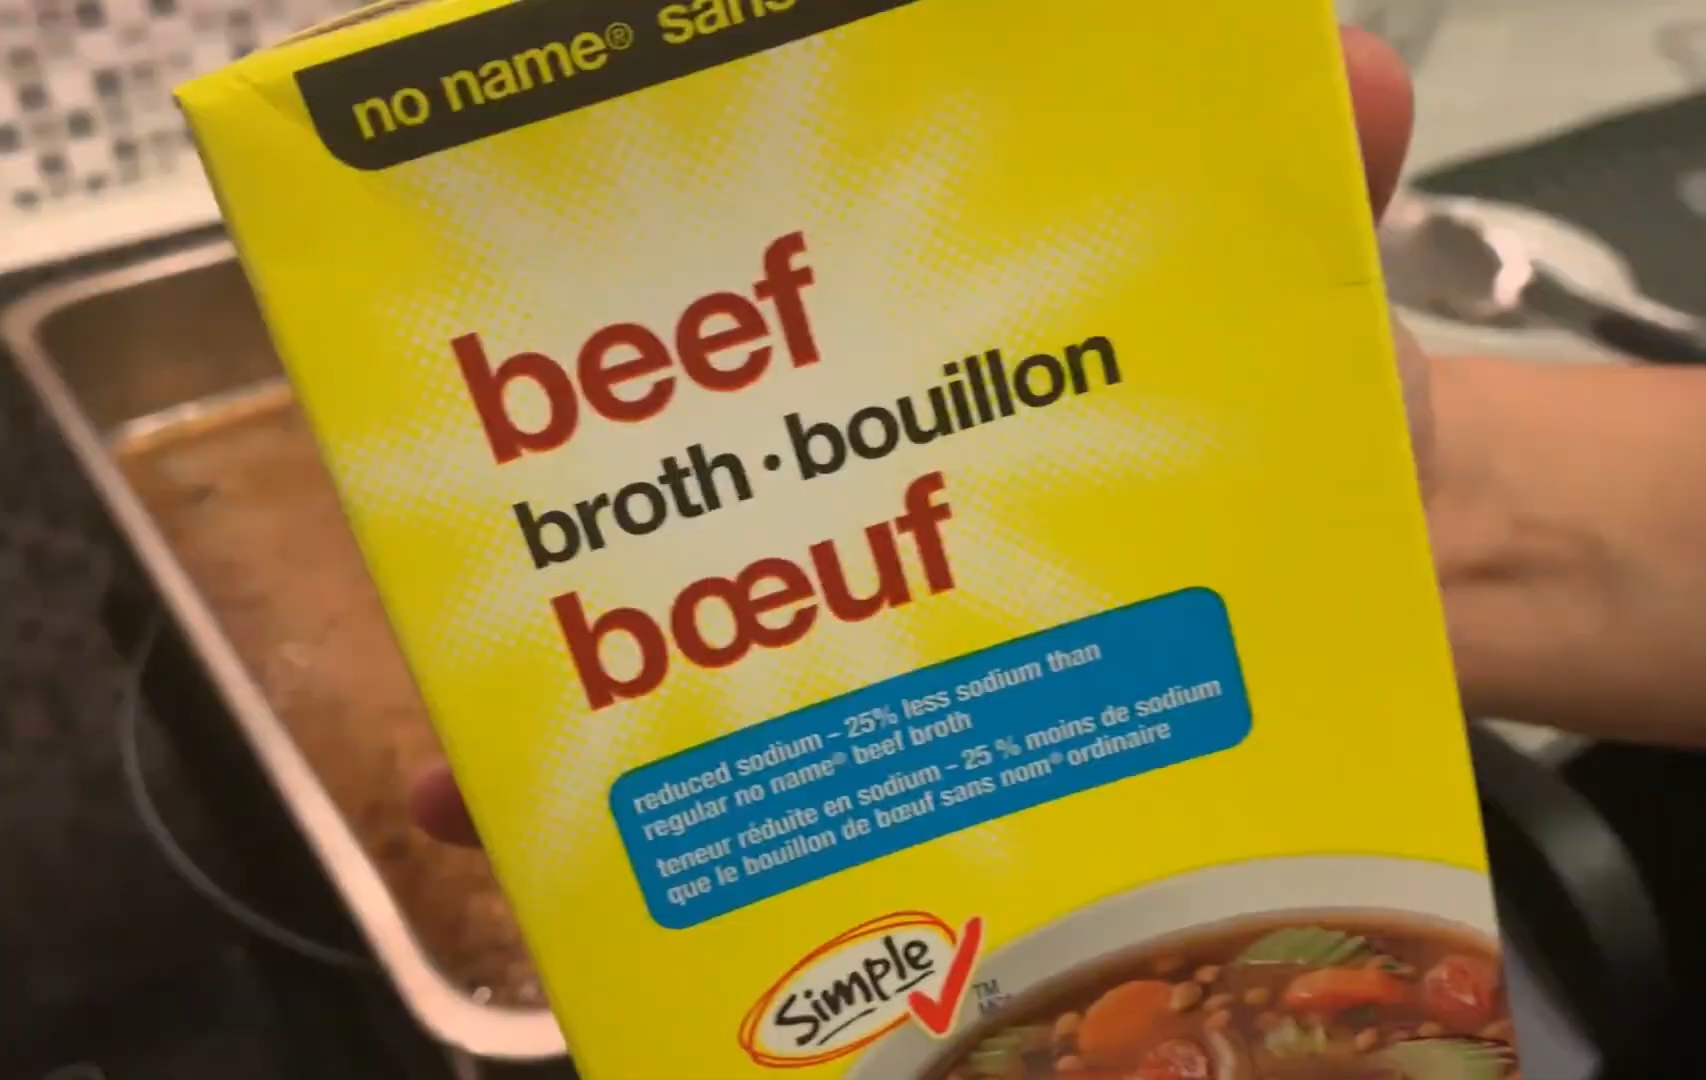 no name® sans
beef
broth • bouillon
bœuf
reduced sodium – 25% less sodium than
regular no name® beef broth
teneur réduite en sodium – 25 % moins de sodium
que le bouillon de bœuf sans nom® ordinaire
Simple
TM